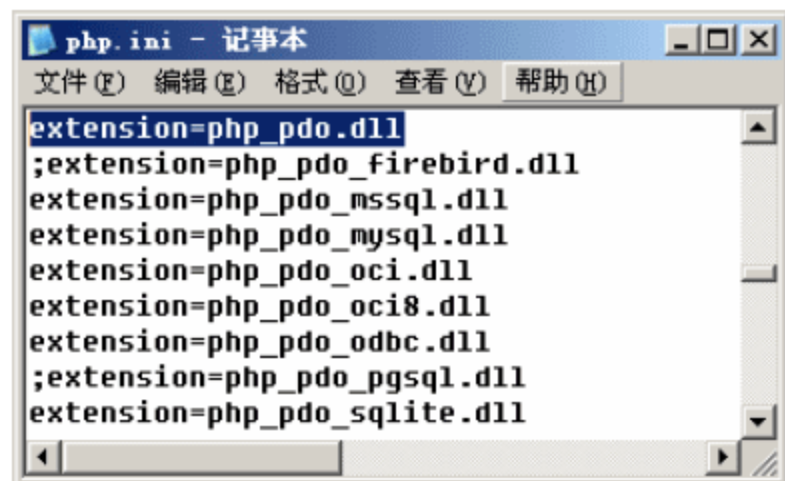 php.ini - 记事本
文件(F) 编辑(E) 格式(O) 查看(V) 帮助(H)
extension=php_pdo.dll
;extension=php_pdo_firebird.dll
extension=php_pdo_mssql.dll
extension=php_pdo_mysql.dll
extension=php_pdo_oci.dll
extension=php_pdo_oci8.dll
extension=php_pdo_odbc.dll
;extension=php_pdo_pgsql.dll
extension=php_pdo_sqlite.dll